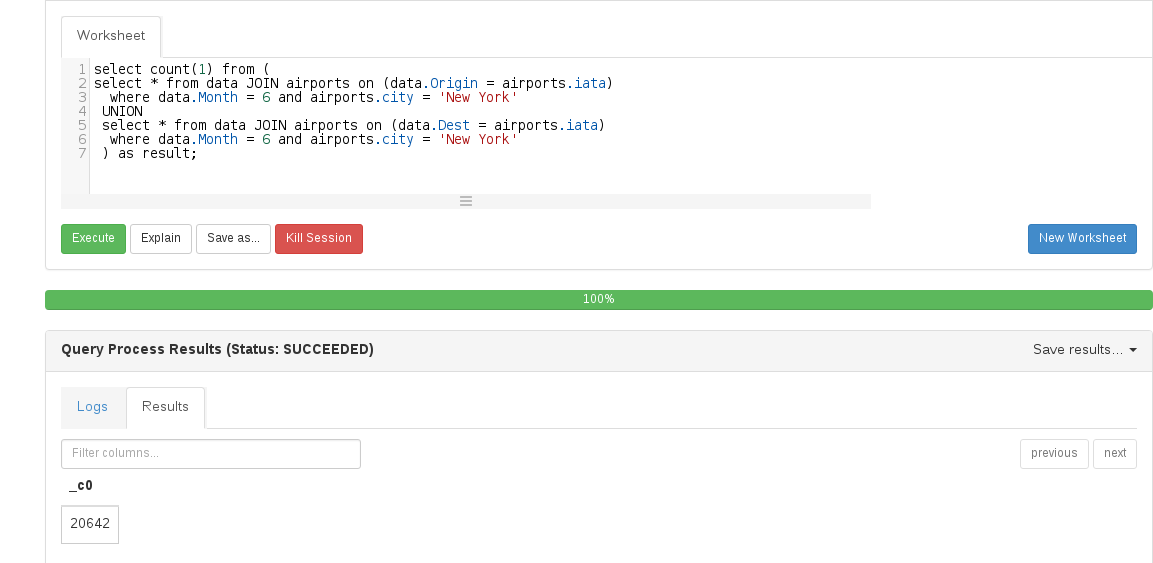 Worksheet
1 select count(1) from (
2 select * from data JOIN airports on (data.Origin = airports.iata)
3 where data.Month = 6 and airports.city = 'New York'
4 UNION
5 select * from data JOIN airports on (data.Dest = airports.iata)
6 where data.Month = 6 and airports.city = 'New York'
7 ) as result;
Execute Explain Save as... Kill Session New Worksheet
100%
Query Process Results (Status: SUCCEEDED) Save results...
Logs Results
Filter columns... previous next
_c0
20642